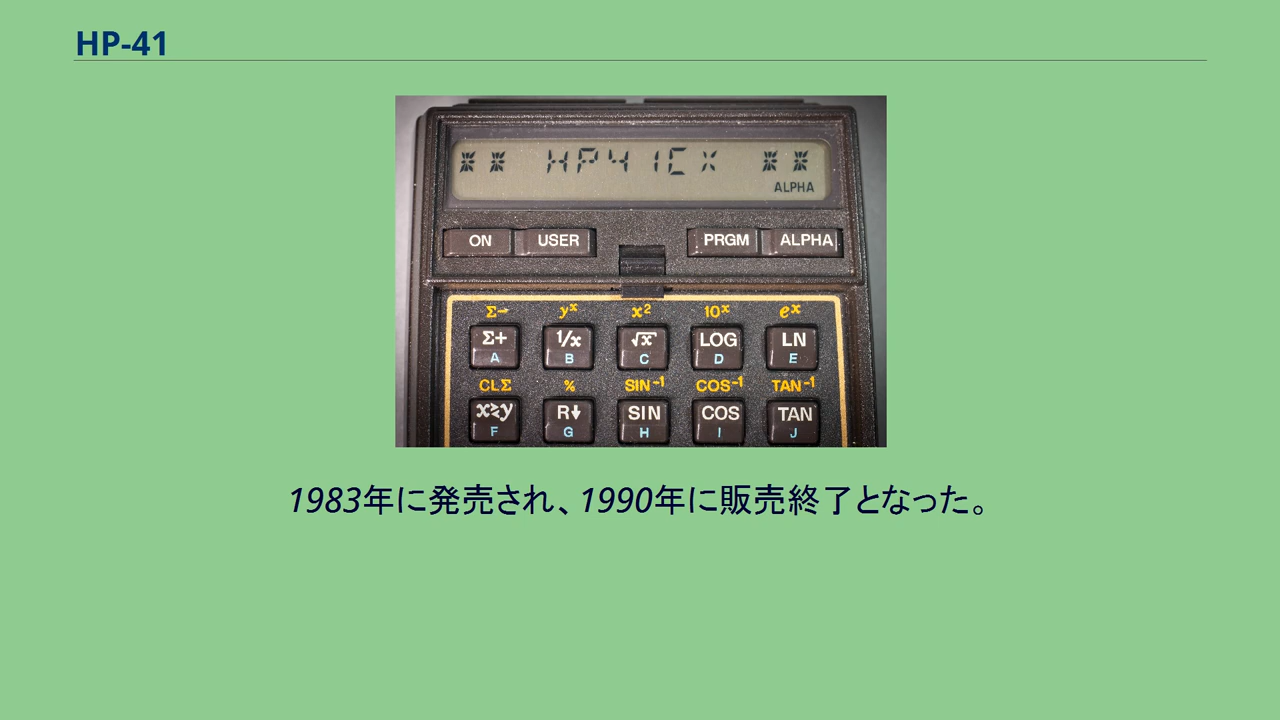 HP-41
** HP41CX **
ALPHA
ON USER PRGM ALPHA
Σ→ yˣ x² 10ˣ eˣ
Σ+ 1/x √x LOG LN
A B C D E
CLΣ % SIN⁻¹ COS⁻¹ TAN⁻¹
x≷y R↓ SIN COS TAN
F G H I J
1983年に発売され、1990年に販売終了となった。